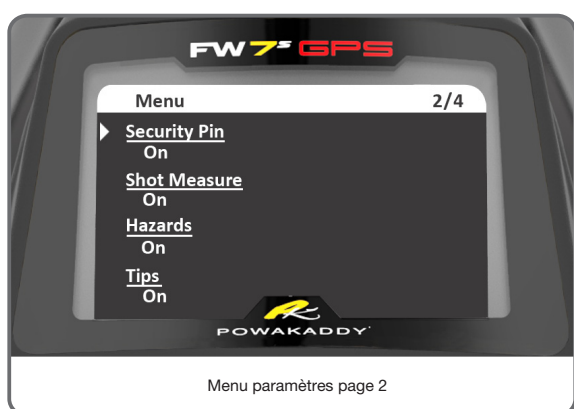 FW7s GPS
Menu 2/4
Security Pin
On
Shot Measure
On
Hazards
On
Tips
On
POWAKADDY
Menu paramètres page 2